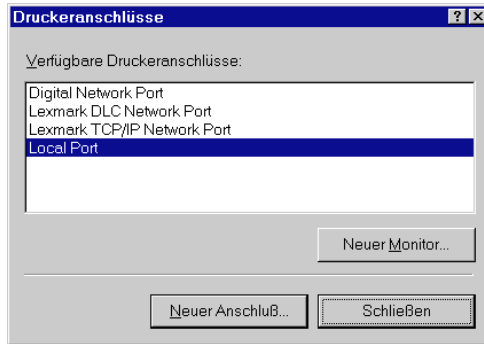 Druckeranschlüsse
Verfügbare Druckeranschlüsse:
Digital Network Port
Lexmark DLC Network Port
Lexmark TCP/IP Network Port
Local Port
Neuer Monitor...
Neuer Anschluß...
Schließen